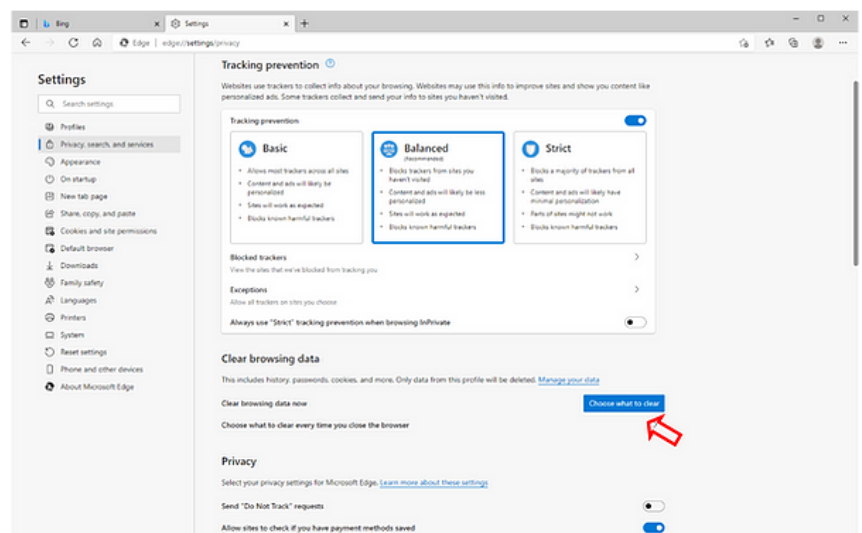 Bing
Settings
Edge | edge://settings/privacy
Settings
Search settings
Profiles
Privacy, search, and services
Appearance
On startup
New tab page
Share, copy, and paste
Cookies and site permissions
Default browser
Downloads
Family safety
Languages
Printers
System
Reset settings
Phone and other devices
About Microsoft Edge
Tracking prevention
Websites use trackers to collect info about your browsing. Websites may use this info to improve sites and show you content like
personalized ads. Some trackers collect and send your info to sites you haven't visited.
Tracking prevention
Basic
• Allows most trackers across all sites
• Content and ads will likely be
personalized
• Sites will work as expected
• Blocks known harmful trackers
Balanced
(Recommended)
• Blocks trackers from sites you
haven't visited
• Content and ads will likely be less
personalized
• Sites will work as expected
• Blocks known harmful trackers
Strict
• Blocks a majority of trackers from all
sites
• Content and ads will likely have
minimal personalization
• Parts of sites might not work
• Blocks known harmful trackers
Blocked trackers
View the sites that we've blocked from tracking you
Exceptions
Allow all trackers on sites you choose
Always use "Strict" tracking prevention when browsing InPrivate
Clear browsing data
This includes history, passwords, cookies, and more. Only data from this profile will be deleted. Manage your data
Clear browsing data now
Choose what to clear
Choose what to clear every time you close the browser
Privacy
Select your privacy settings for Microsoft Edge. Learn more about these settings
Send "Do Not Track" requests
Allow sites to check if you have payment methods saved